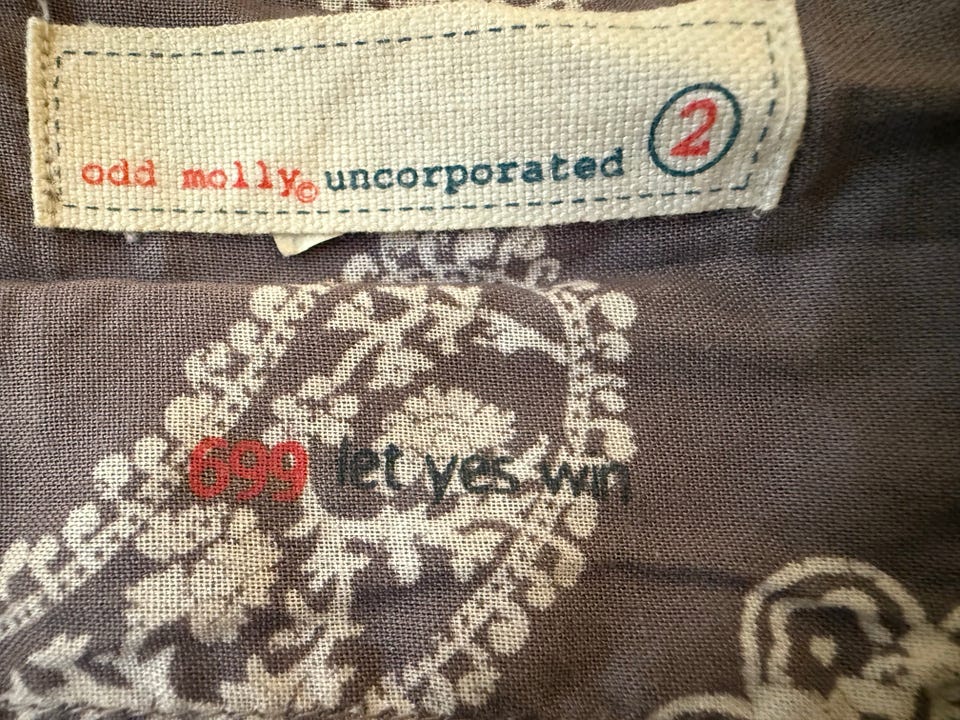 odd molly© uncorporated 2
699 let yes win